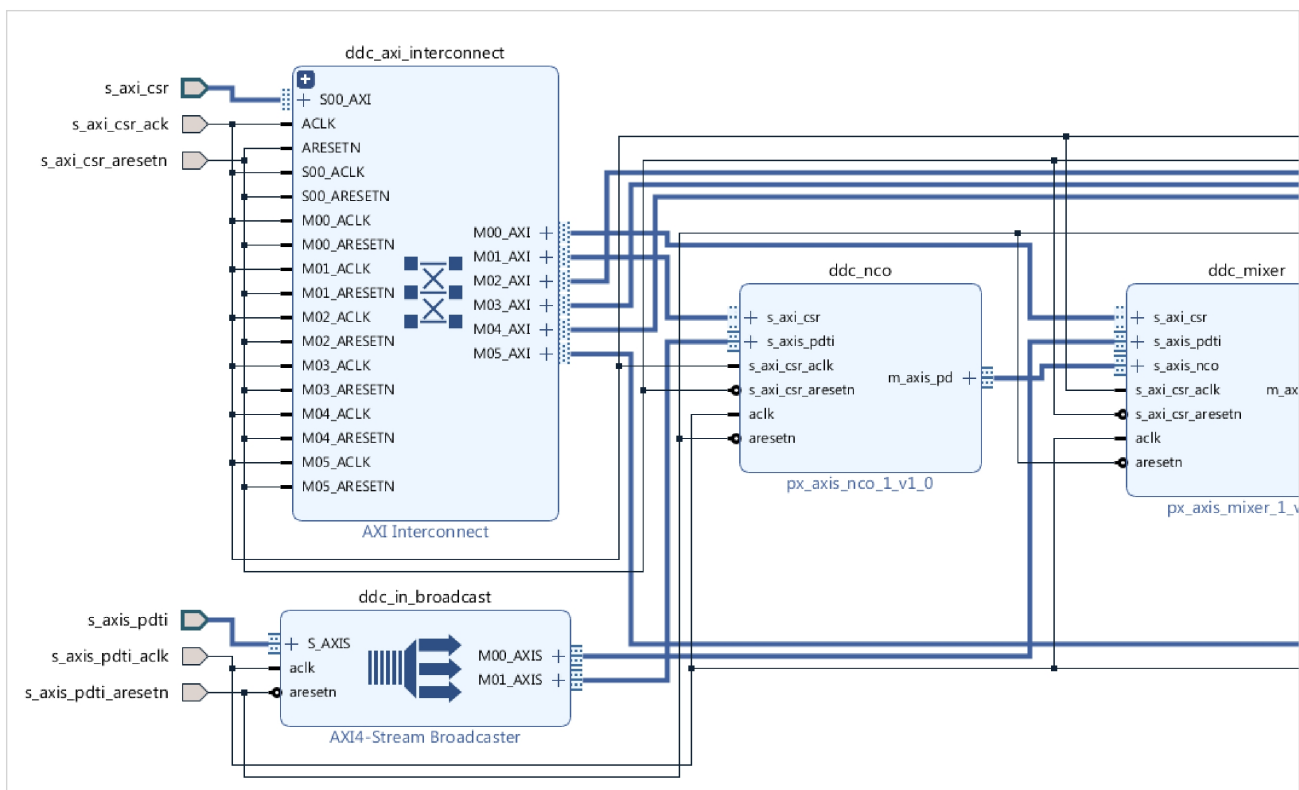 ddc_axi_interconnect
s_axi_csr
s_axi_csr_ack
s_axi_csr_aresetn
S00_AXI
ACLK
ARESETN
S00_ACLK
S00_ARESETN
M00_ACLK
M00_ARESETN
M01_ACLK
M01_ARESETN
M02_ACLK
M02_ARESETN
M03_ACLK
M03_ARESETN
M04_ACLK
M04_ARESETN
M05_ACLK
M05_ARESETN
M00_AXI
M01_AXI
M02_AXI
M03_AXI
M04_AXI
M05_AXI
AXI Interconnect
ddc_nco
s_axi_csr
s_axis_pdti
s_axi_csr_aclk
s_axi_csr_aresetn
aclk
aresetn
m_axis_pd
px_axis_nco_1_v1_0
ddc_mixer
s_axi_csr
s_axis_pdti
s_axis_nco
s_axi_csr_aclk
s_axi_csr_aresetn
aclk
aresetn
m_ax
px_axis_mixer_1_v
ddc_in_broadcast
s_axis_pdti
s_axis_pdti_aclk
s_axis_pdti_aresetn
S_AXIS
aclk
aresetn
M00_AXIS
M01_AXIS
AXI4-Stream Broadcaster